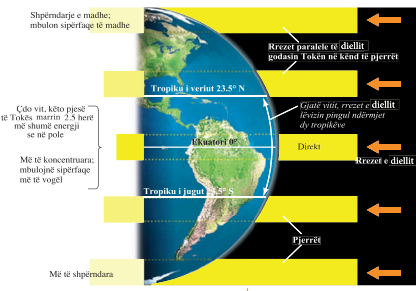 Shpërndarje e madhe;
mbulon sipërfaqe të madhe
Rrezet paralele të diellit
godasin Tokën në kënd të pjerrët
Tropiku i veriut 23.5° N
Gjatë vitit, rrezet e diellit
lëvizin pingul ndërmjet
dy tropikëve
Çdo vit, këto pjesë
të Tokës marrin 2.5 herë
më shumë energji
se në pole
Ekuatori 0°
Direkt
Rrezet e diellit
Më të koncentruara;
mbulojnë sipërfaqe
më të vogël
Tropiku i jugut 23.5° S
Pjerrët
Më të shpërndara